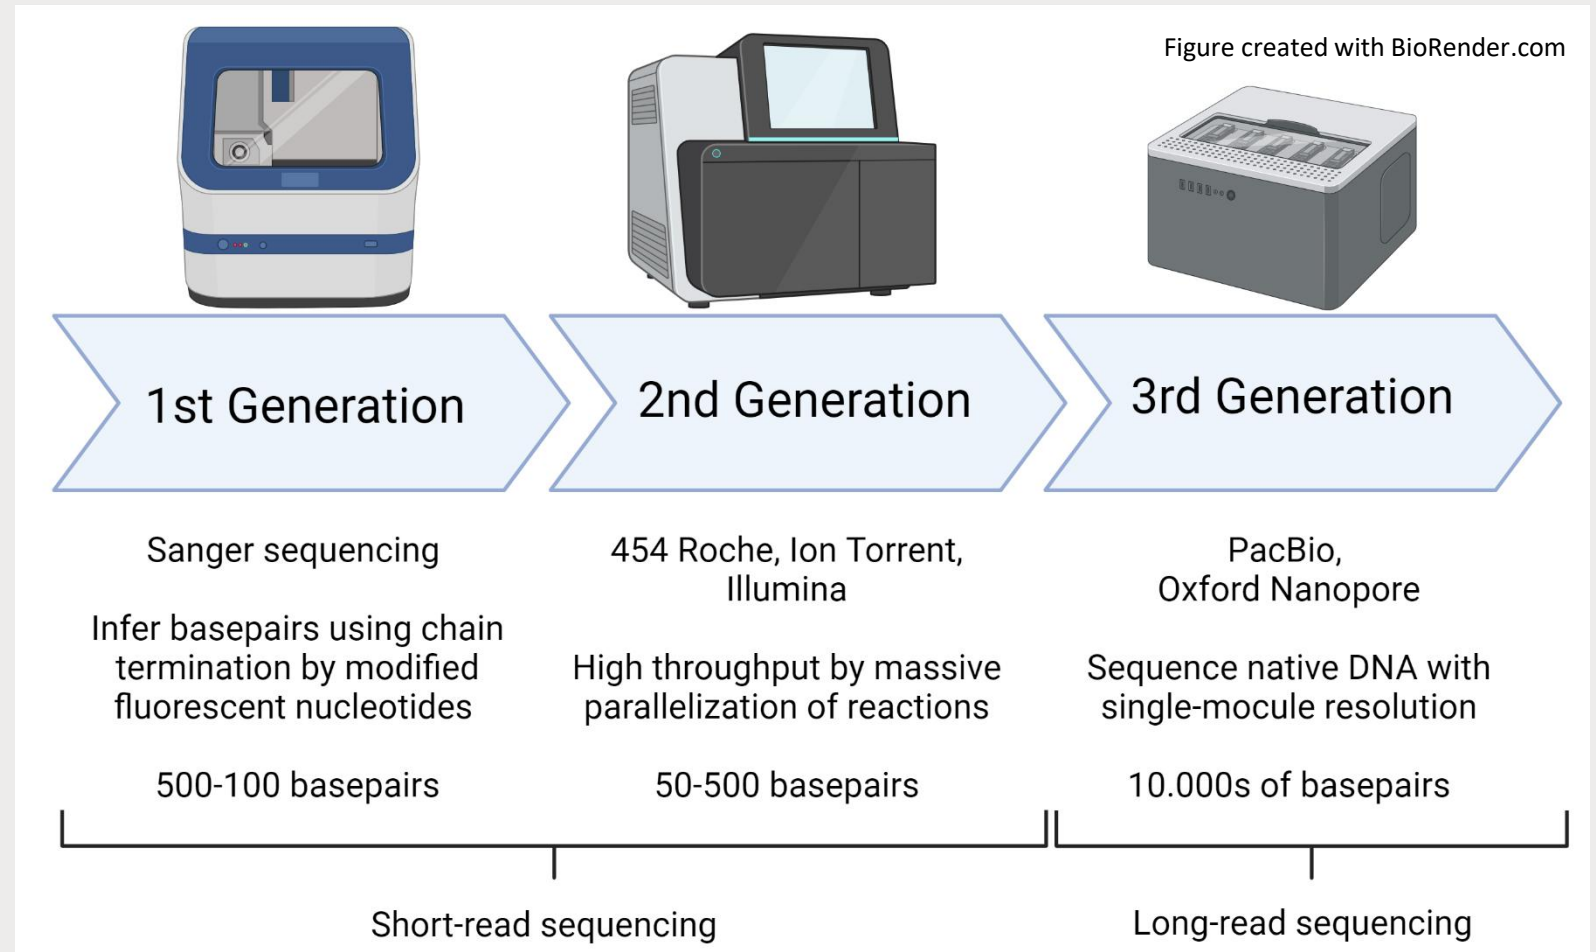 Figure created with BioRender.com
1st Generation
2nd Generation
3rd Generation
Sanger sequencing
Infer basepairs using chain
termination by modified
fluorescent nucleotides
500-100 basepairs
454 Roche, Ion Torrent,
Illumina
High throughput by massive
parallelization of reactions
50-500 basepairs
PacBio,
Oxford Nanopore
Sequence native DNA with
single-mocule resolution
10.000s of basepairs
Short-read sequencing
Long-read sequencing